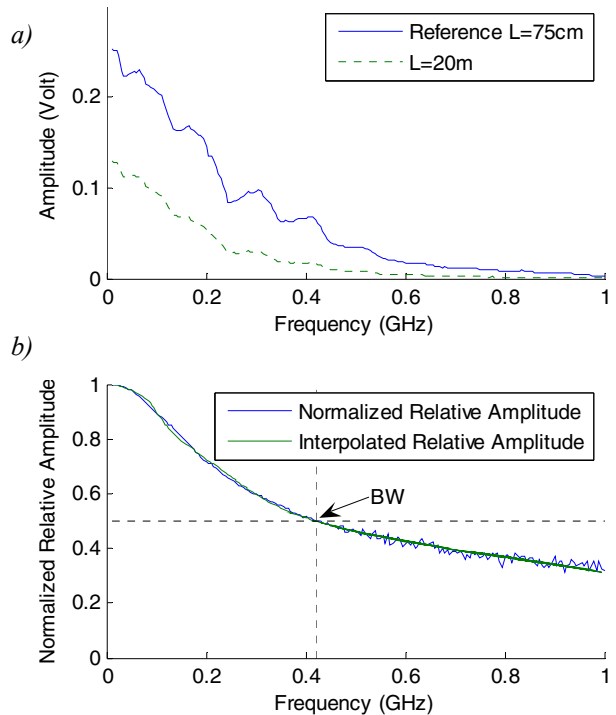 a)
Reference L=75cm
L=20m
Amplitude (Volt)
0.2
0.1
0
0 0.2 0.4 0.6 0.8 1
Frequency (GHz)
b)
Normalized Relative Amplitude
Interpolated Relative Amplitude
BW
Normalized Relative Amplitude
1
0.8
0.6
0.4
0.2
0
0 0.2 0.4 0.6 0.8 1
Frequency (GHz)